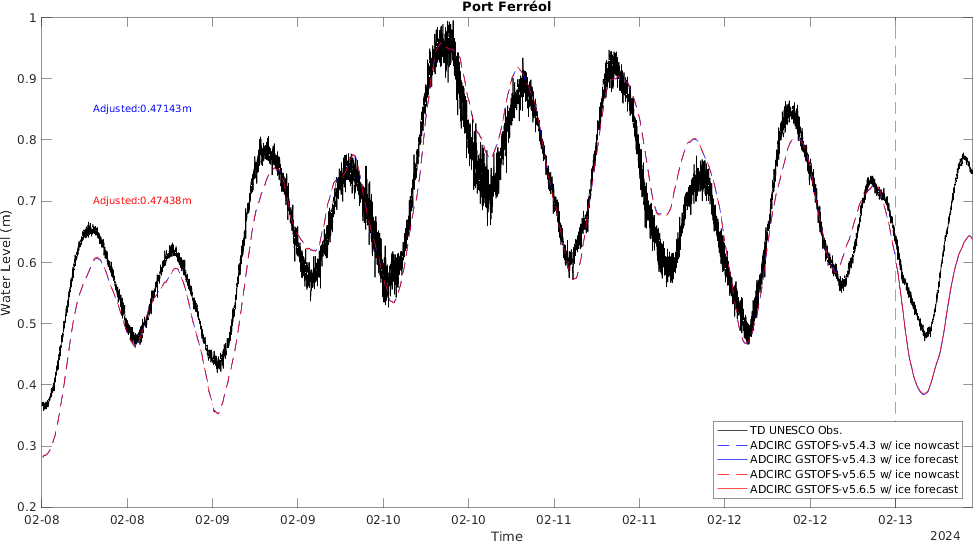 Port Ferréol
Water Level (m)
1
0.9
0.8
0.7
0.6
0.5
0.4
0.3
0.2
Adjusted:0.47143m
Adjusted:0.47438m
TD UNESCO Obs.
ADCIRC GSTOFS-v5.4.3 w/ ice nowcast
ADCIRC GSTOFS-v5.4.3 w/ ice forecast
ADCIRC GSTOFS-v5.6.5 w/ ice nowcast
ADCIRC GSTOFS-v5.6.5 w/ ice forecast
02-08 02-08 02-09 02-09 02-10 02-10 02-11 02-11 02-12 02-12 02-13
Time
2024